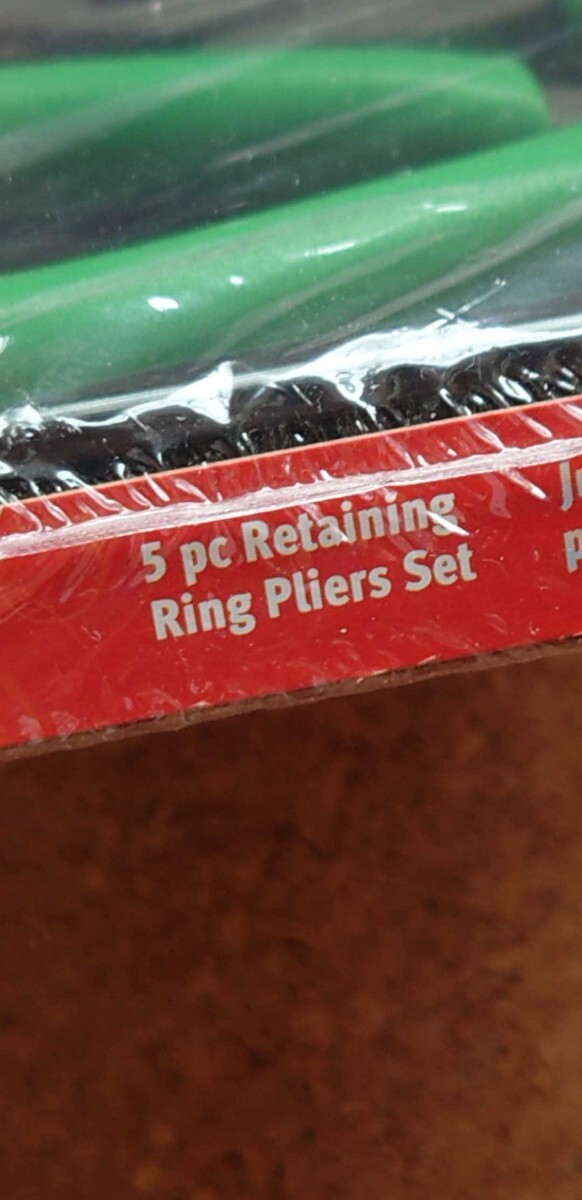 5 pc Retaining
Ring Pliers Set